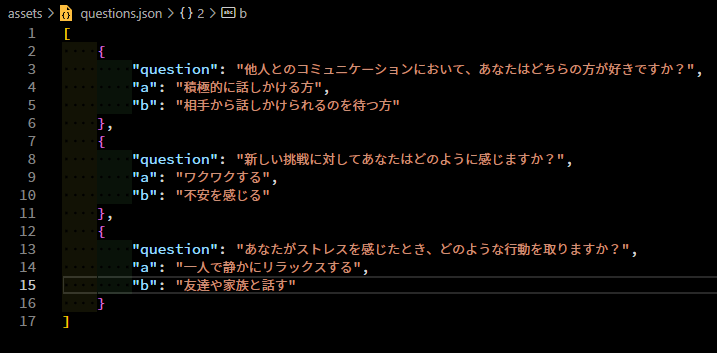 assets > questions.json > {} 2 > abc b
1 [
2 {
3 "question": "他人とのコミュニケーションにおいて、あなたはどちらの方が好きですか？",
4 "a": "積極的に話しかける方",
5 "b": "相手から話しかけられるのを待つ方"
6 },
7 {
8 "question": "新しい挑戦に対してあなたはどのように感じますか？",
9 "a": "ワクワクする",
10 "b": "不安を感じる"
11 },
12 {
13 "question": "あなたがストレスを感じたとき、どのような行動を取りますか？",
14 "a": "一人で静かにリラックスする",
15 "b": "友達や家族と話す"
16 }
17 ]